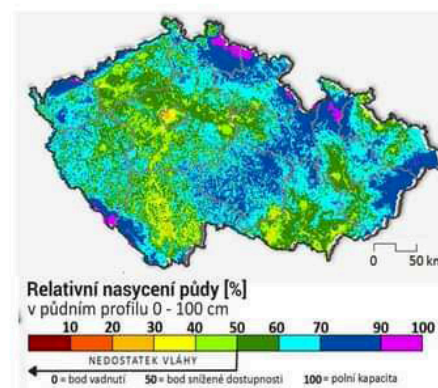 0 50 km
Relativní nasycení půdy [%]
v půdním profilu 0 - 100 cm
10 20 30 40 50 60 70 90 100
NEDOSTATEK VLÁHY
0 = bod vadnutí 50 = bod snížené dostupnosti 100= polní kapacita